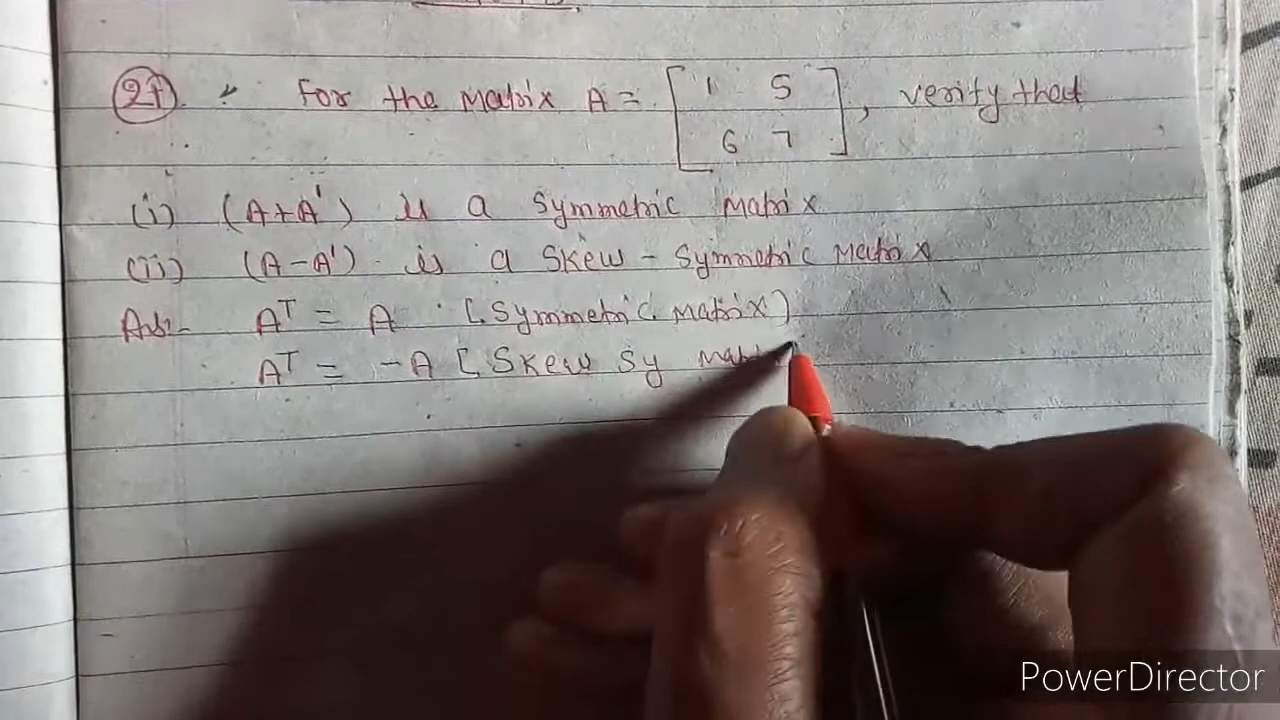 27. For the Matrix A = [ 1 5
6 7 ], verify that
(i) (A+A') is a Symmetric Matrix
(ii) (A-A') is a Skew - Symmetric Matrix
Ans:- A^T = A [Symmetric Matrix]
A^T = -A [Skew Sy
PowerDirector